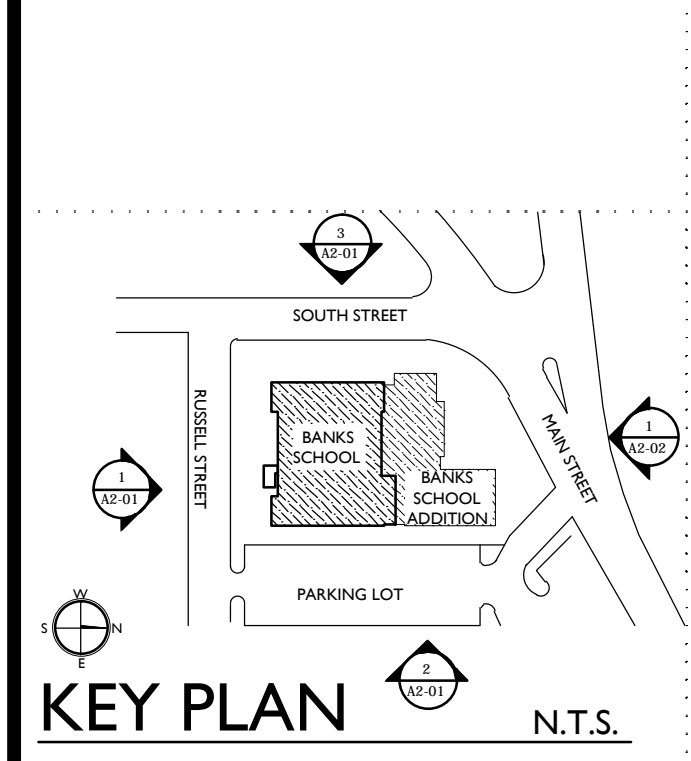 3
A2-01
SOUTH STREET
RUSSELL STREET
BANKS
SCHOOL
MAIN STREET
1
A2-02
1
A2-01
BANKS
SCHOOL
ADDITION
PARKING LOT
W
S
N
E
2
A2-01
KEY PLAN
N.T.S.